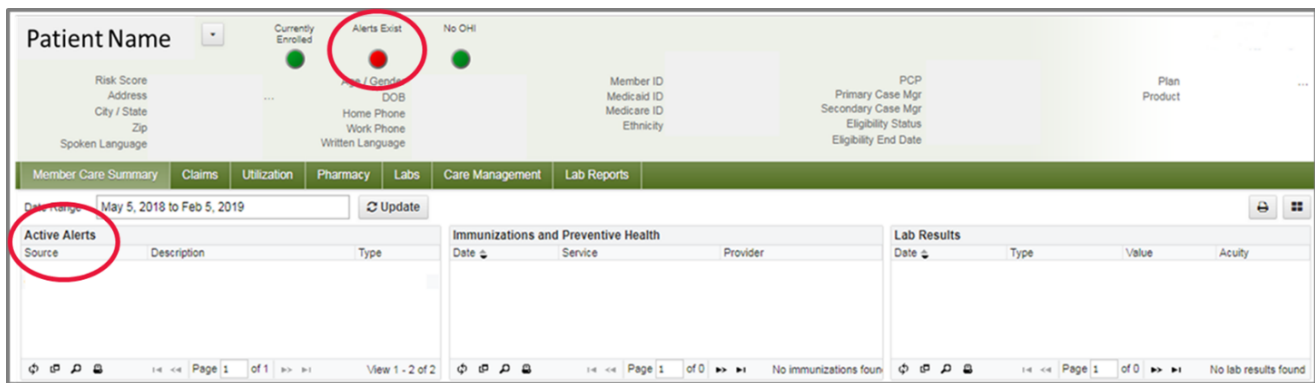 Patient Name
Currently Enrolled
Alerts Exist
No OHI
Risk Score
Address
City / State
Zip
Spoken Language
Age / Gender
DOB
Home Phone
Work Phone
Written Language
Member ID
Medicaid ID
Medicare ID
Ethnicity
PCP
Primary Case Mgr
Secondary Case Mgr
Eligibility Status
Eligibility End Date
Plan
Product
Member Care Summary Claims Utilization Pharmacy Labs Care Management Lab Reports
Date Range May 5, 2018 to Feb 5, 2019 Update
Active Alerts
Source Description Type
Page 1 of 1 View 1 - 2 of 2
Immunizations and Preventive Health
Date Service Provider
Page 1 of 0 No immunizations foun
Lab Results
Date Type Value Acuity
Page 1 of 0 No lab results found